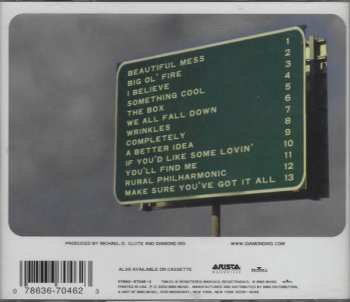 BEAUTIFUL MESS 1
BIG OL' FIRE 2
I BELIEVE 3
SOMETHING COOL 4
THE BOX 5
WE ALL FALL DOWN 6
WRINKLES 7
COMPLETELY 8
A BETTER IDEA 9
IF YOU'D LIKE SOME LOVIN' 10
YOU'LL FIND ME 11
RURAL PHILHARMONIC 12
MAKE SURE YOU'VE GOT IT ALL 13
PRODUCED BY MICHAEL D. CLUTE AND DIAMOND RIO
WWW.DIAMONDRIO.COM
ALSO AVAILABLE ON CASSETTE
ARISTA
NASHVILLE
BMG
0 78636-70462 3